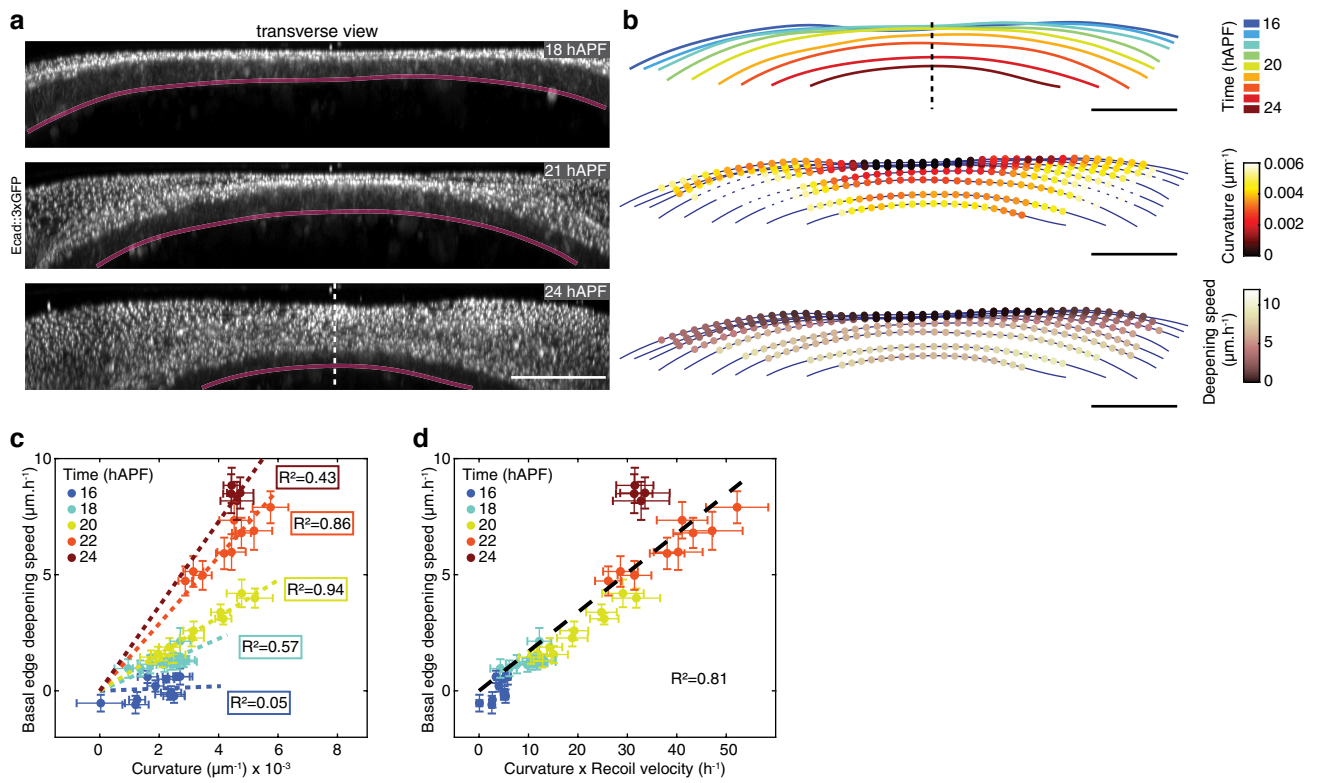 a
transverse view
18 hAPF
21 hAPF
24 hAPF
Ecad::3xGFP
b
Time (hAPF)
16
20
24
Curvature (µm⁻¹)
0.006
0.004
0.002
0
Deepening speed
(µm.h⁻¹)
10
5
0
c
Basal edge deepening speed (µm.h⁻¹)
10
5
0
Time (hAPF)
16
18
20
22
24
R²=0.43
R²=0.86
R²=0.94
R²=0.57
R²=0.05
0 2 4 6 8
Curvature (µm⁻¹) x 10⁻³
d
Basal edge deepening speed (µm.h⁻¹)
10
5
0
Time (hAPF)
16
18
20
22
24
R²=0.81
0 10 20 30 40 50
Curvature x Recoil velocity (h⁻¹)